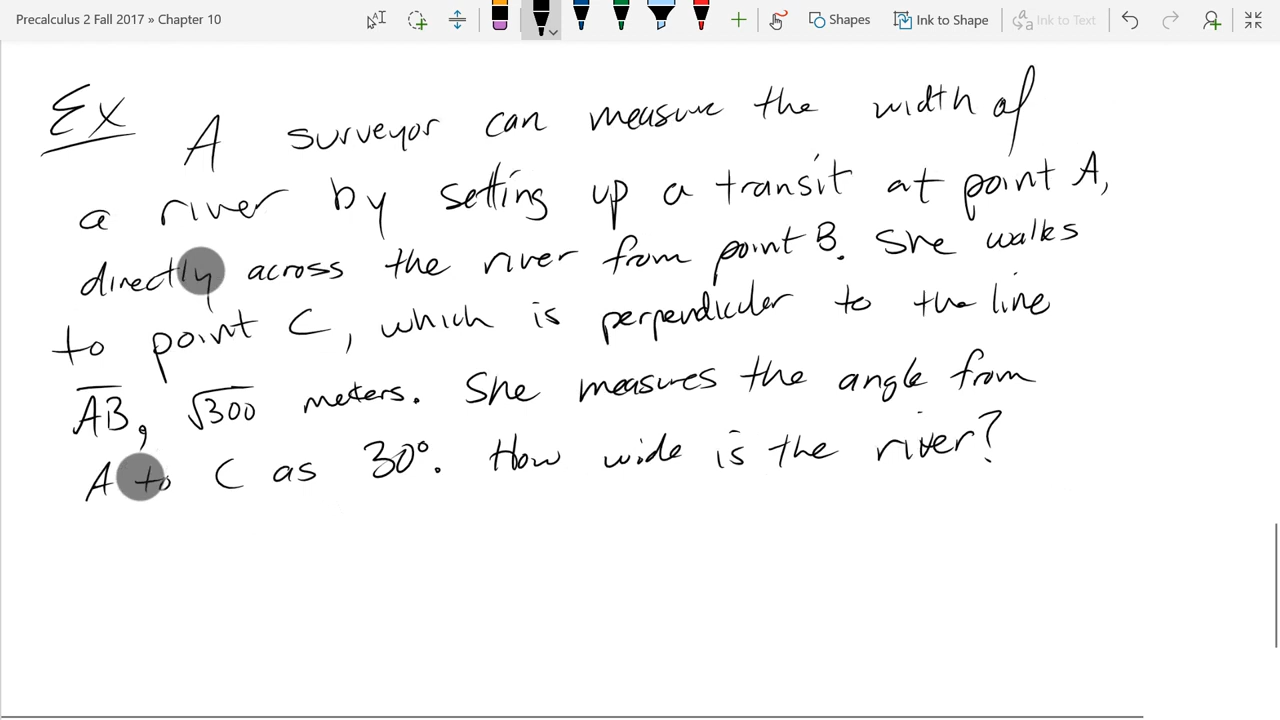 Precalculus 2 Fall 2017 » Chapter 10
Shapes
Ink to Shape
Ink to Text
Ex A surveyor can measure the width of
a river by setting up a transit at point A,
directly across the river from point B. She walks
to point C, which is perpendicular to the line
AB, √300 meters. She measures the angle from
A to C as 30°. How wide is the river?